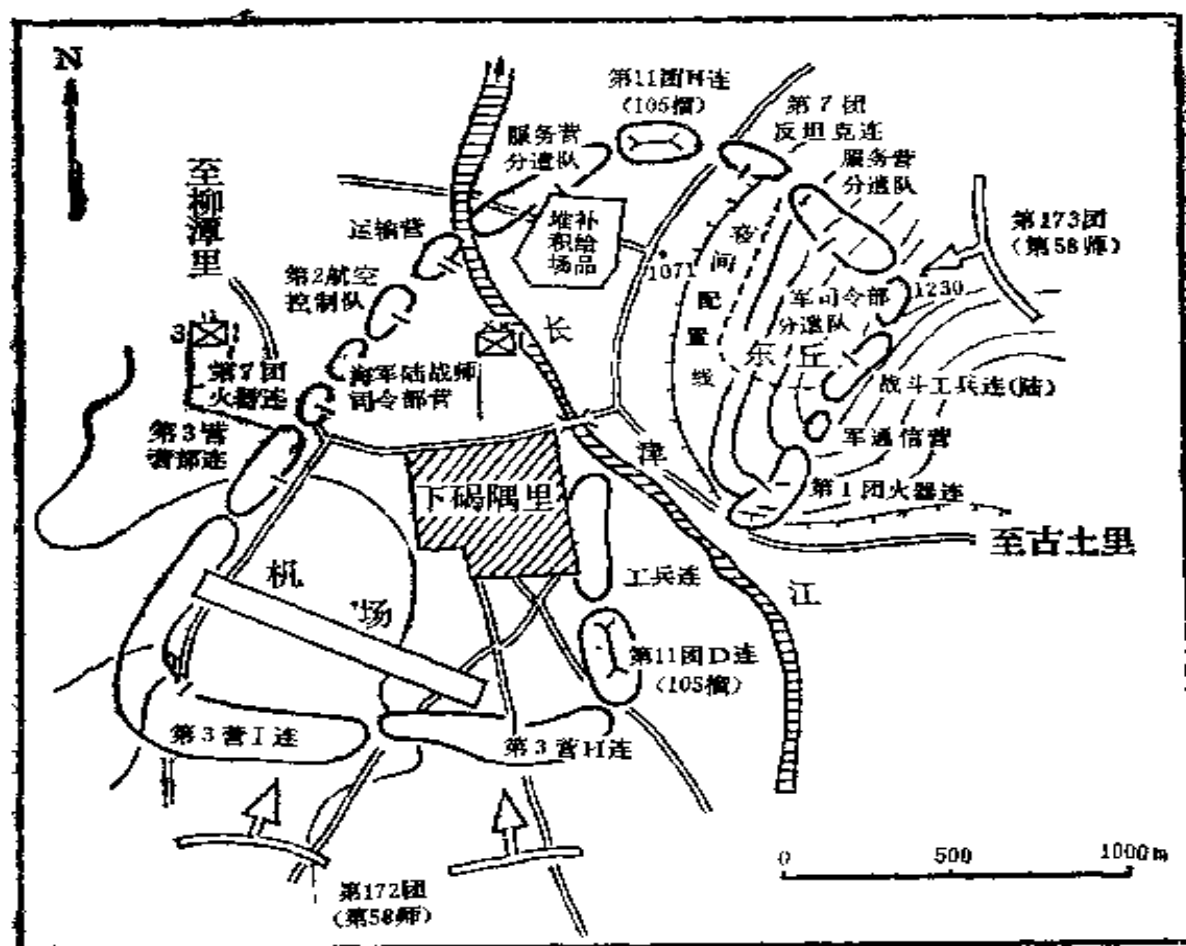 N
第11团H连
(105榴)
第7团
反坦克连
服务营
分遣队
服务营
分遣队
至柳潭里
运输营
堆积场
补给品
夜间配置线
第173团
(第58师)
1071
1230
第2航空
控制队
军司令部
分遣队
长津江
东丘
3
第7团
火器连
海军陆战师
司令部营
战斗工兵连(陆)
第3营
营部连
军通信营
第1团火器连
下碣隅里
至古土里
机场
工兵连
第11团D连
(105榴)
第3营I连
第3营H连
0
500
1000m
第172团
(第58师)